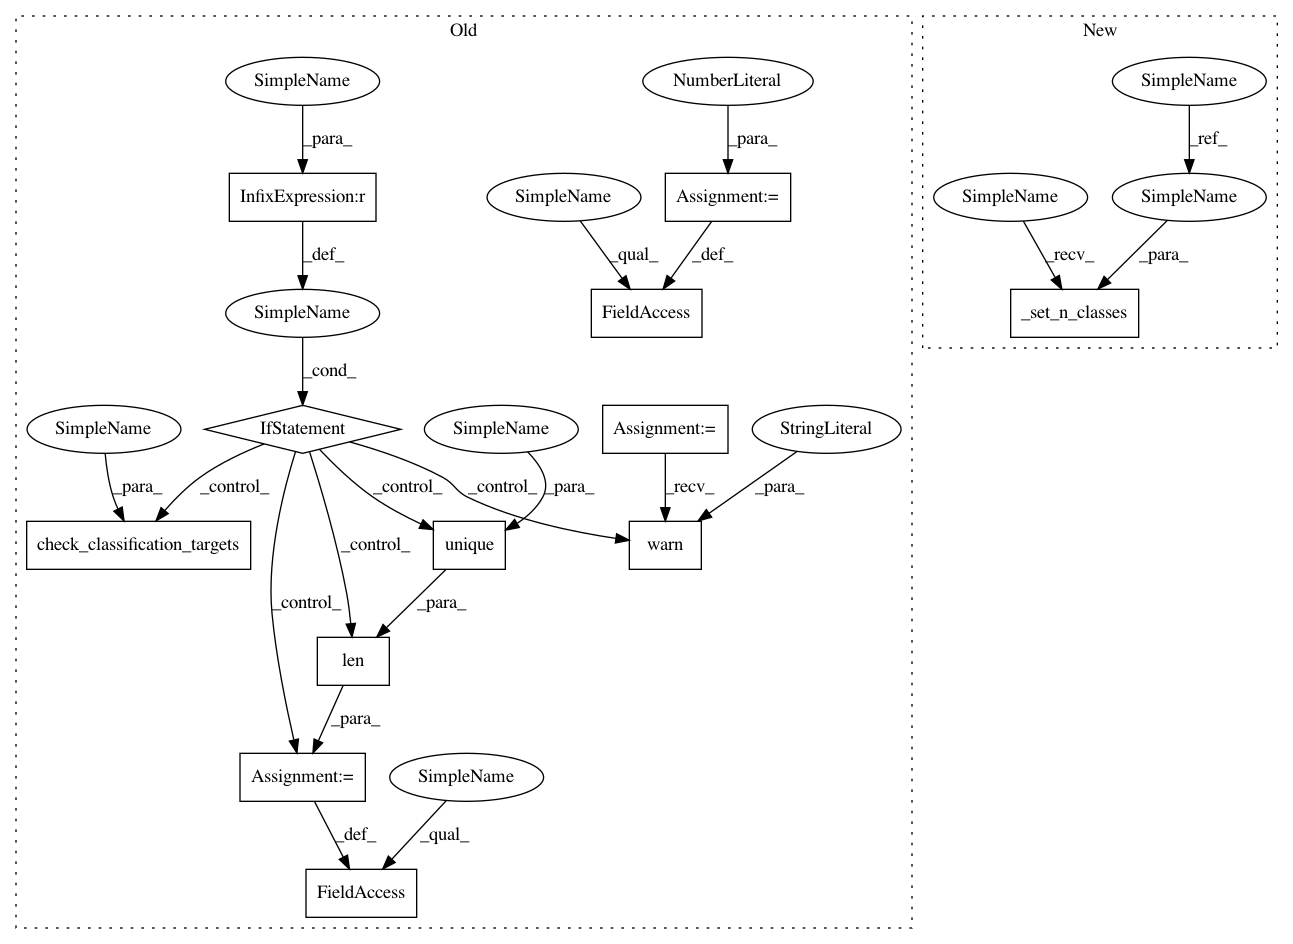 Old
New
SimpleName
NumberLiteral
SimpleName
_para_
_para_
_ref_
InfixExpression:r
SimpleName
Assignment:=
SimpleName
SimpleName
_def_
_qual_
_def_
_recv_
_para_
SimpleName
FieldAccess
_set_n_classes
_cond_
SimpleName
IfStatement
SimpleName
Assignment:=
StringLiteral
_para_
_control_
_control_
_control_
_para_
_recv_
_para_
check_classification_targets
_control_
unique
warn
_control_
_para_
len
_para_
Assignment:=
SimpleName
_def_
_qual_
FieldAccess